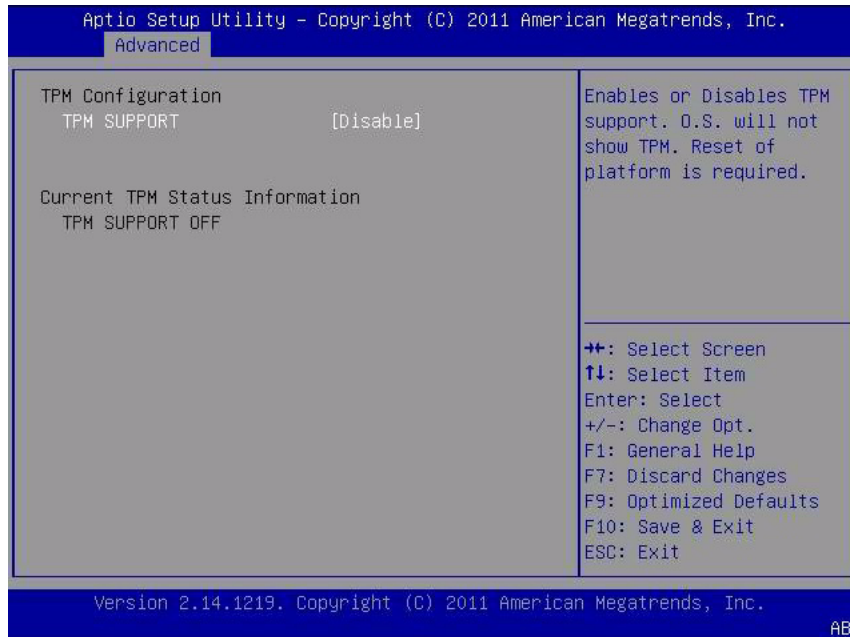 Aptio Setup Utility – Copyright (C) 2011 American Megatrends, Inc.
Advanced
TPM Configuration
TPM SUPPORT [Disable]
Current TPM Status Information
TPM SUPPORT OFF
Enables or Disables TPM
support. O.S. will not
show TPM. Reset of
platform is required.
→←: Select Screen
↑↓: Select Item
Enter: Select
+/-: Change Opt.
F1: General Help
F7: Discard Changes
F9: Optimized Defaults
F10: Save & Exit
ESC: Exit
Version 2.14.1219. Copyright (C) 2011 American Megatrends, Inc.
AB